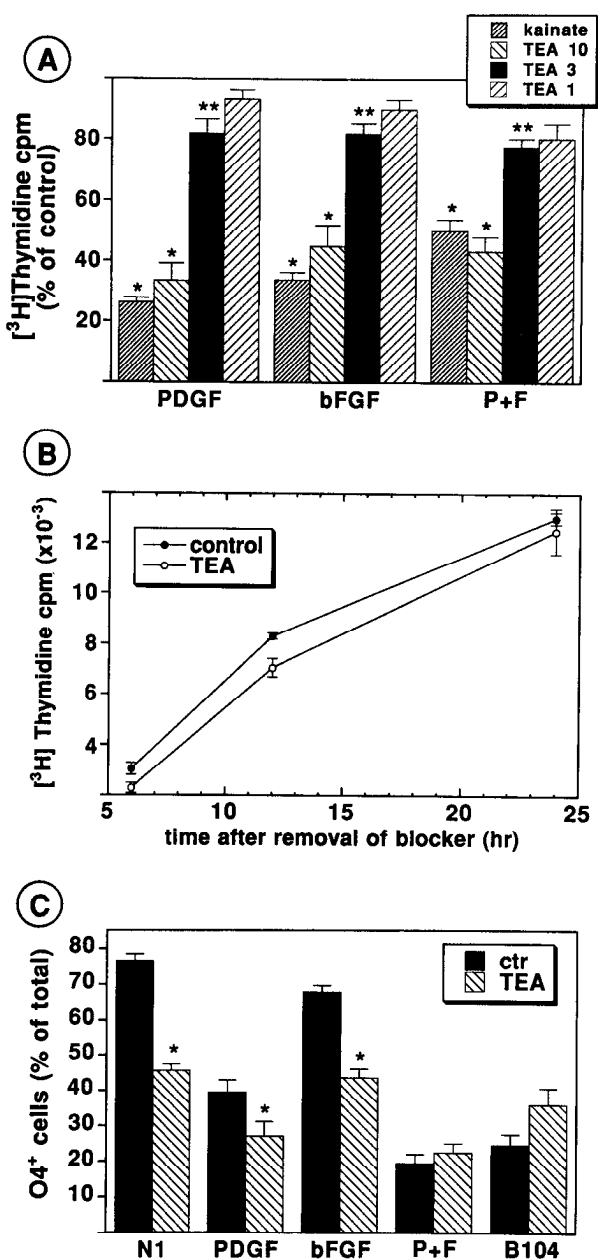 A
kainate
TEA 10
TEA 3
TEA 1
[³H]Thymidine cpm
(% of control)
80
60
40
20
* * ** * * ** * * **
PDGF bFGF P+F
B
[³H] Thymidine cpm (x10⁻³)
control
TEA
12
10
8
6
4
5 10 15 20 25
time after removal of blocker (hr)
C
O4⁺ cells (% of total)
ctr
TEA
80
70
60
50
40
30
20
10
* * *
N1 PDGF bFGF P+F B104